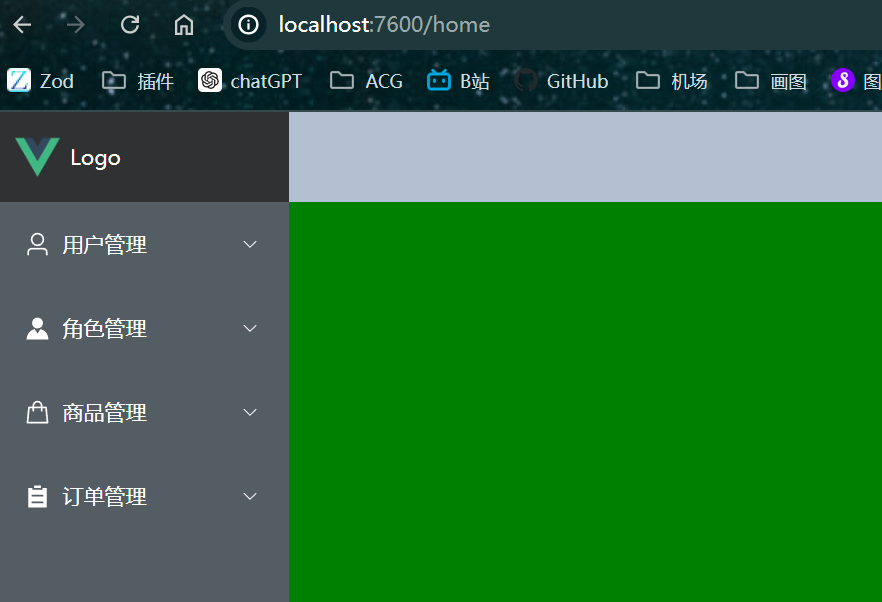 localhost:7600/home
Zod 插件 chatGPT ACG B站 GitHub 机场 画图 图
Logo
用户管理
角色管理
商品管理
订单管理